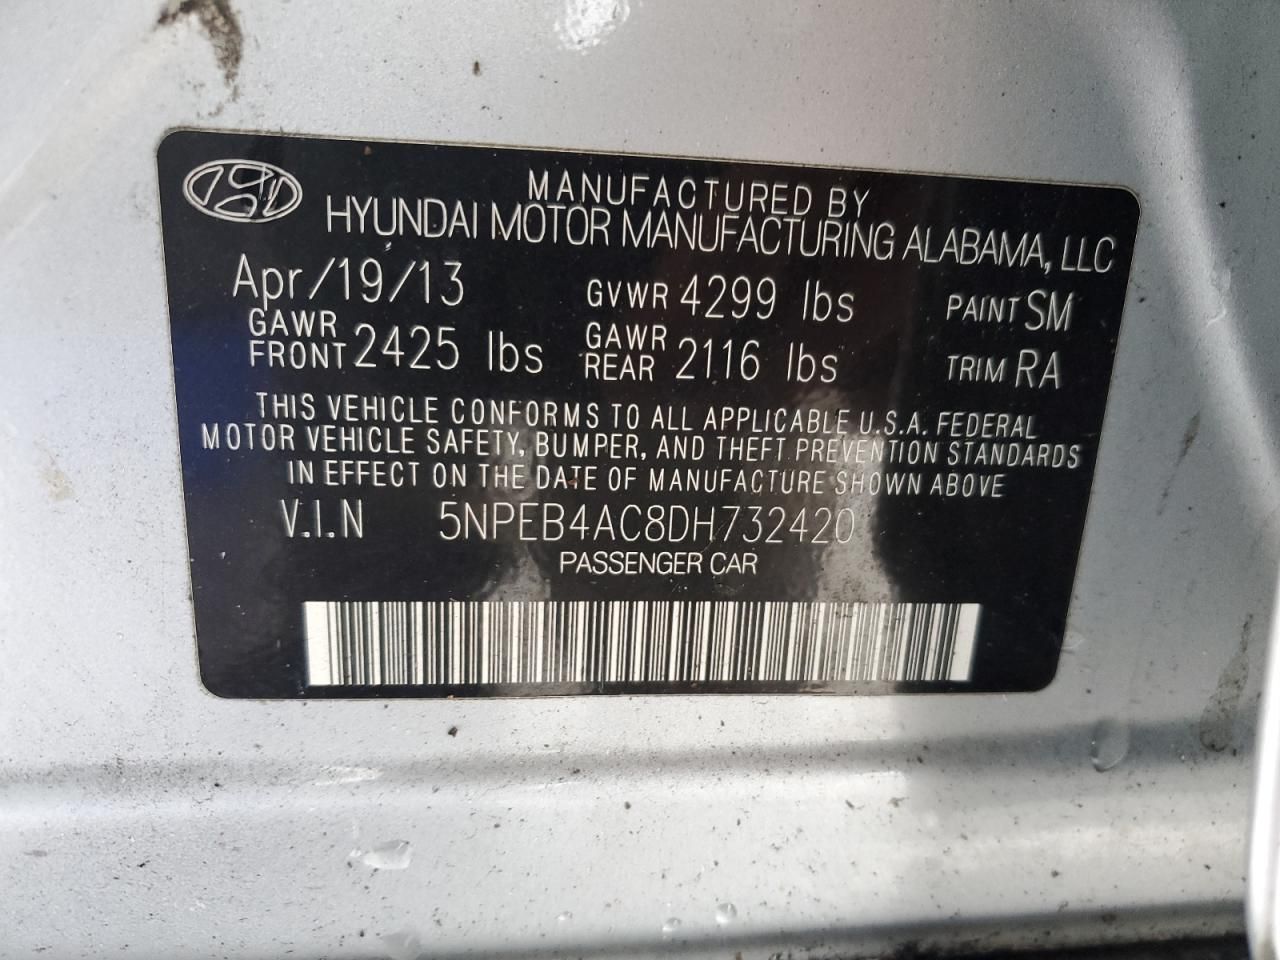 MANUFACTURED BY
HYUNDAI MOTOR MANUFACTURING ALABAMA, LLC
Apr/19/13 GVWR 4299 lbs PAINT SM
GAWR FRONT 2425 lbs GAWR REAR 2116 lbs TRIM RA
THIS VEHICLE CONFORMS TO ALL APPLICABLE U.S.A. FEDERAL
MOTOR VEHICLE SAFETY, BUMPER, AND THEFT PREVENTION STANDARDS
IN EFFECT ON THE DATE OF MANUFACTURE SHOWN ABOVE
V.I.N 5NPEB4AC8DH732420
PASSENGER CAR